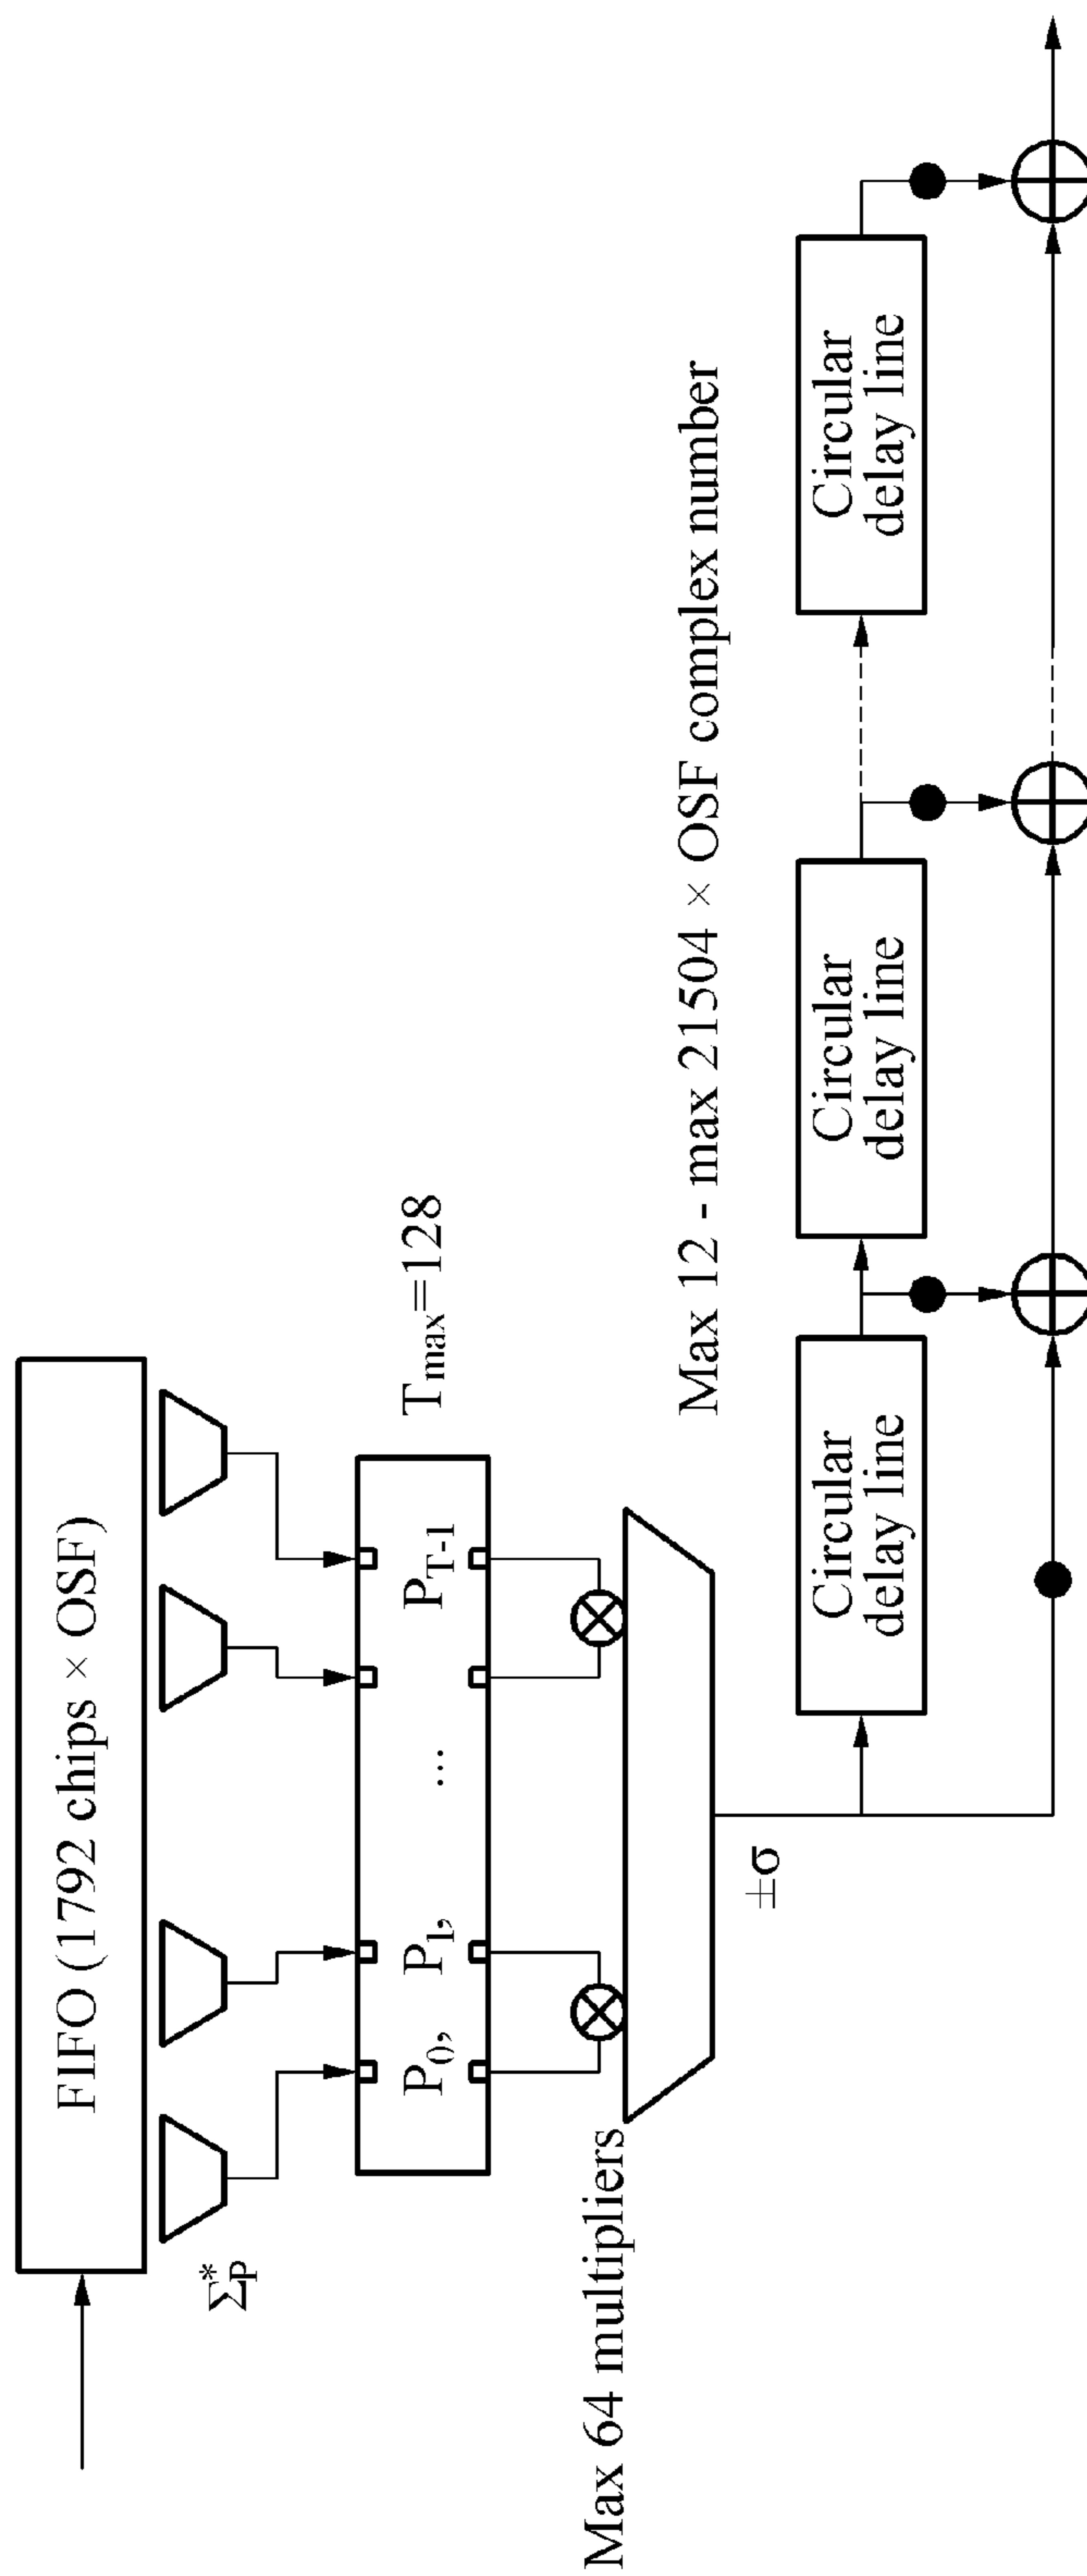 FIFO (1792 chips × OSF)
Σ*P
Tmax=128
P0, P1, ... PT-1
Max 64 multipliers
±σ
Max 12 - max 21504 × OSF complex number
Circular
delay line
Circular
delay line
Circular
delay line